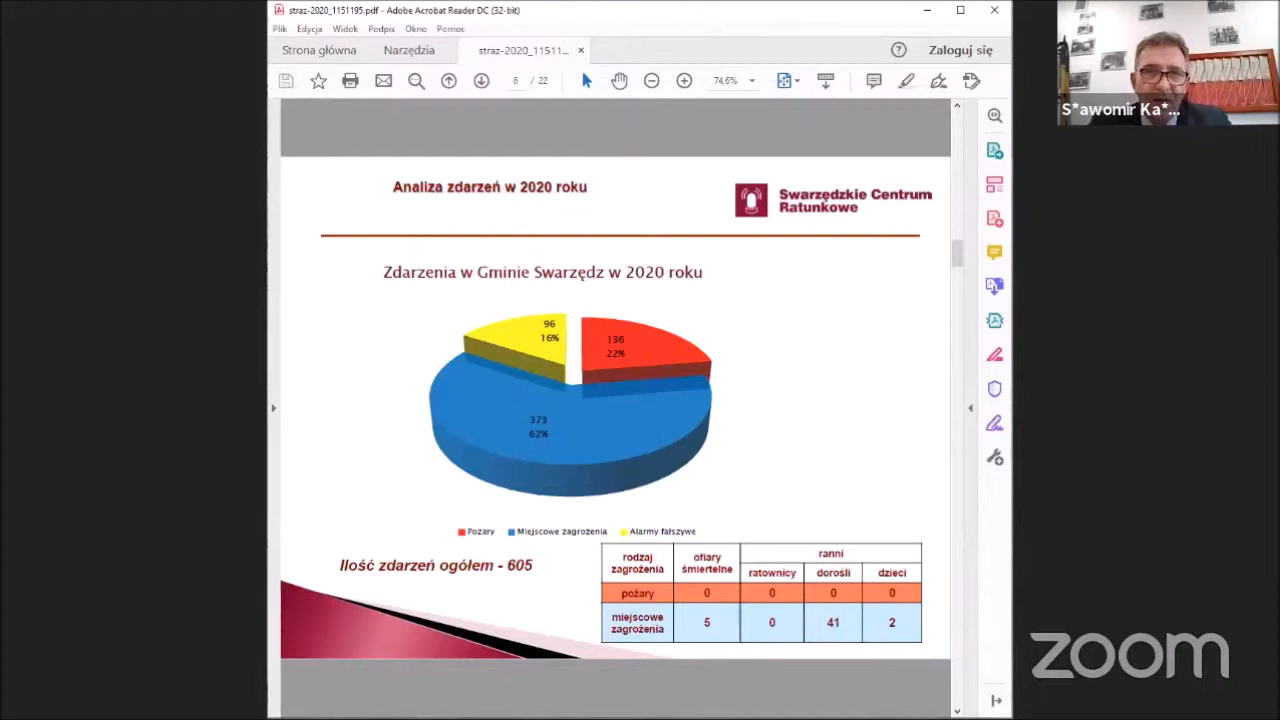 straz-2020_1151195.pdf - Adobe Acrobat Reader DC (32-bit)
Plik Edycja Widok Podpis Okno Pomoc
Strona główna Narzędzia straz-2020_11511... × Zaloguj się
6 / 22 74,6%
S*awomir Ka*...
Analiza zdarzeń w 2020 roku
Swarzędzkie Centrum
Ratunkowe
Zdarzenia w Gminie Swarzędz w 2020 roku
96
16%
136
22%
373
62%
Pożary Miejscowe zagrożenia Alarmy fałszywe
Ilość zdarzeń ogółem - 605
rodzaj zagrożenia ofiary śmiertelne ranni
ratownicy dorośli dzieci
pożary 0 0 0 0
miejscowe zagrożenia 5 0 41 2
zoom